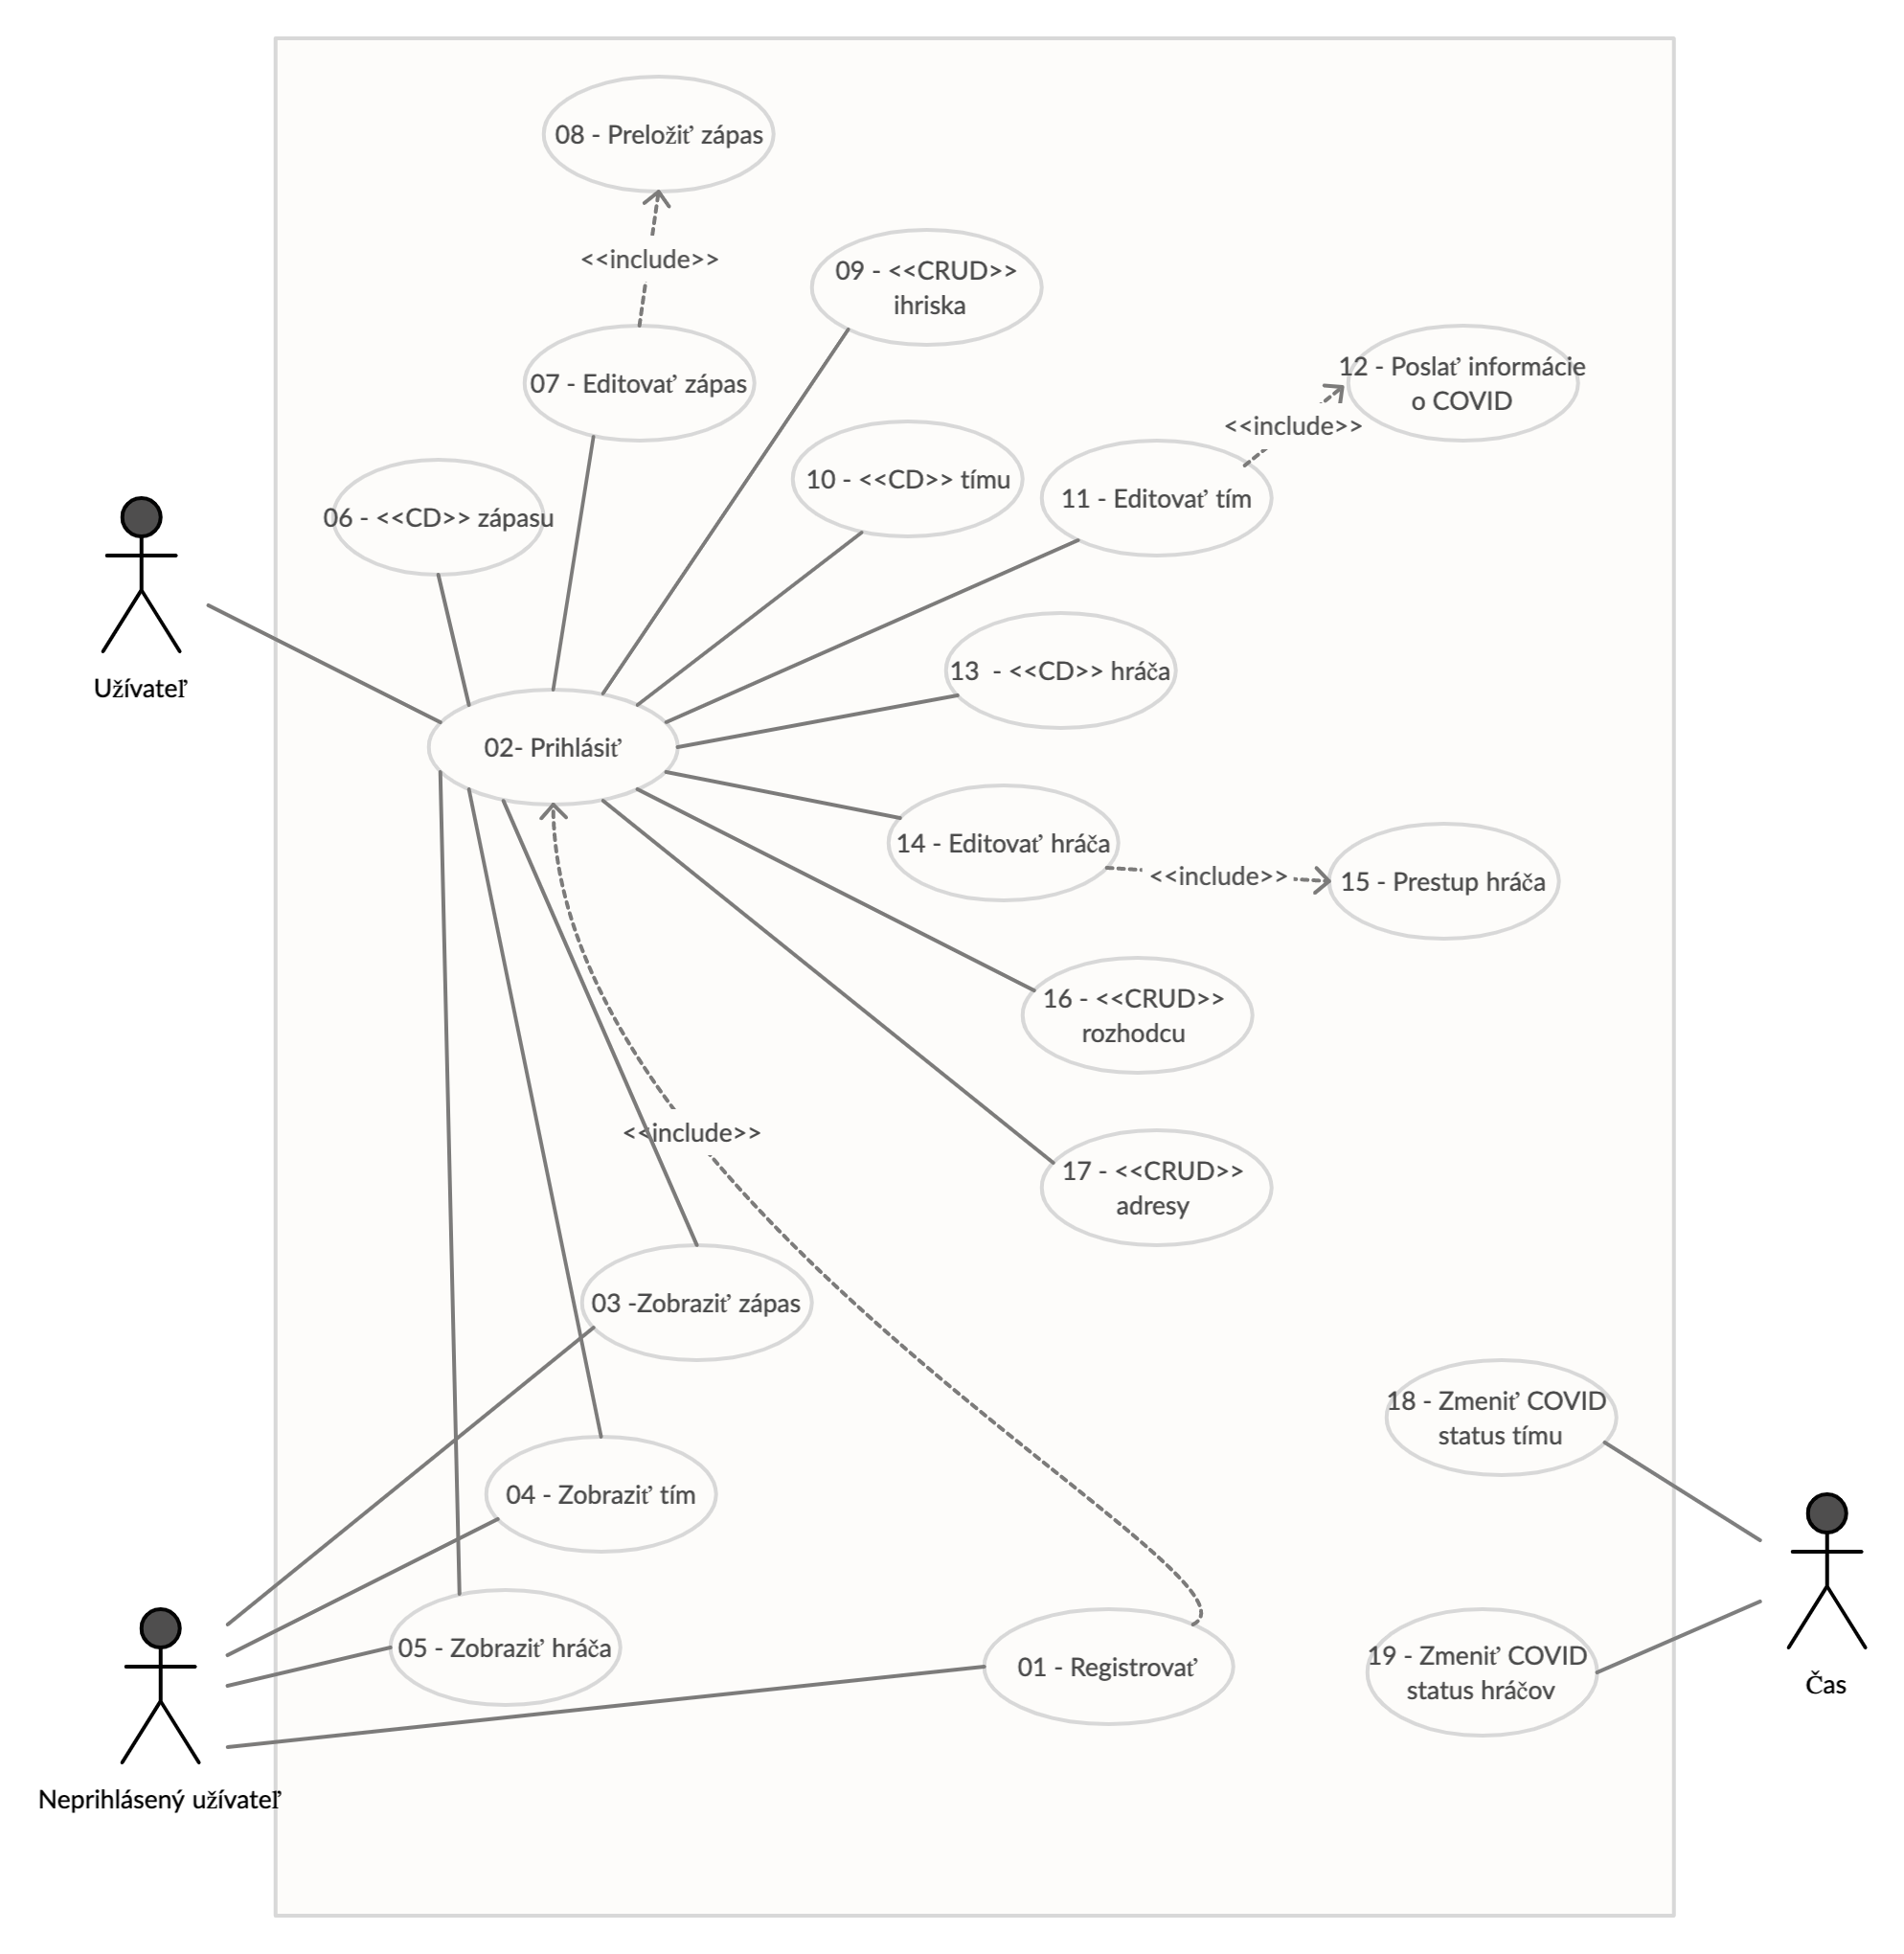 08 - Preložiť zápas
<<include>>
09 - <<CRUD>>
ihriska
07 - Editovať zápas
12 - Poslať informácie
o COVID
<<include>>
10 - <<CD>> tímu
11 - Editovať tím
06 - <<CD>> zápasu
Užívateľ
13  - <<CD>> hráča
02- Prihlásiť
14 - Editovať hráča
<<include>>
15 - Prestup hráča
16 - <<CRUD>>
rozhodcu
<<include>>
17 - <<CRUD>>
adresy
03 -Zobraziť zápas
18 - Zmeniť COVID
status tímu
04 - Zobraziť tím
05 - Zobraziť hráča
01 - Registrovať
19 - Zmeniť COVID
status hráčov
Čas
Neprihlásený užívateľ